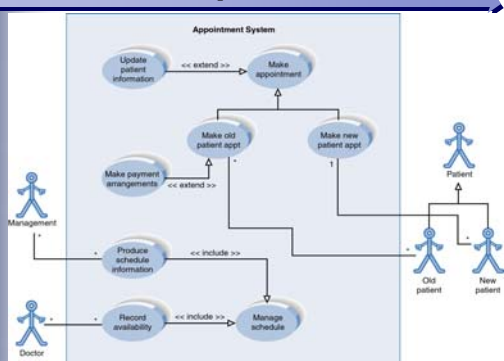 Appointment System
Update
patient
information
<< extend >>
Make
appointment
Make old
patient appt
Make new
patient appt
*
1
Make payment
arrangements
<< extend >>
Patient
Management
*
*
Produce
schedule
information
<< include >>
*
*
Old
patient
New
patient
Doctor
*
*
Record
availability
<< include >>
Manage
schedule